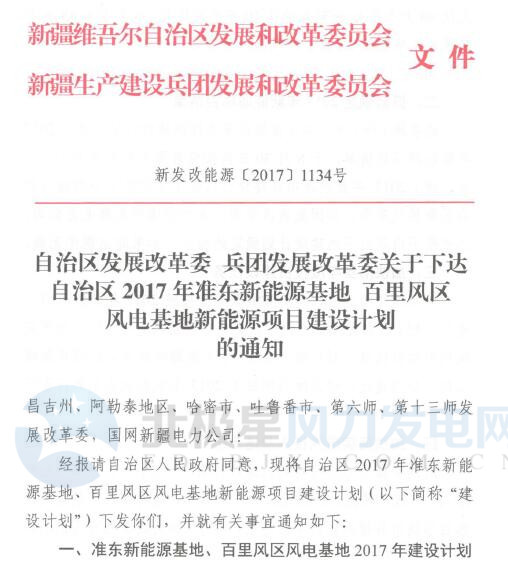 新疆维吾尔自治区发展和改革委员会
新疆生产建设兵团发展和改革委员会
文件
新发改能源〔2017〕1134号
自治区发展改革委 兵团发展改革委关于下达
自治区 2017 年准东新能源基地 百里风区
风电基地新能源项目建设计划
的通知
昌吉州、阿勒泰地区、哈密市、吐鲁番市、第六师、第十三师发
展改革委，国网新疆电力公司：
北极星风力发电网
经报请自治区人民政府同意，现将自治区 2017 年准东新能
源基地、百里风区风电基地新能源项目建设计划（以下简称“建
设计划”）下发你们，并就有关事宜通知如下：
一、准东新能源基地、百里风区风电基地 2017 年建设计划